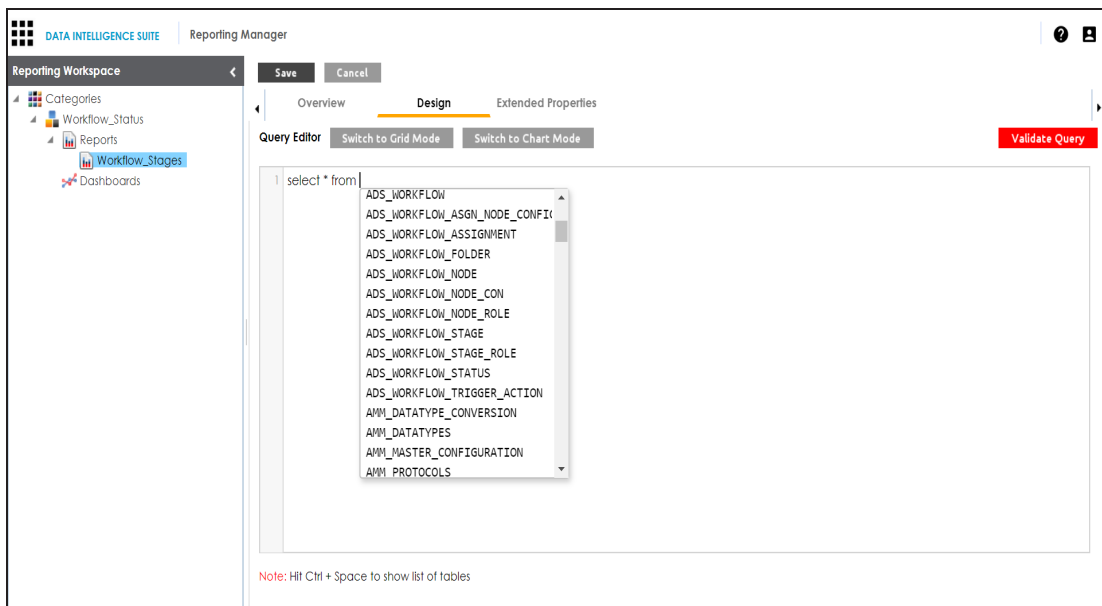 DATA INTELLIGENCE SUITE Reporting Manager
Reporting Workspace
Categories
Workflow_Status
Reports
Workflow_Stages
Dashboards
Save Cancel
Overview Design Extended Properties
Query Editor Switch to Grid Mode Switch to Chart Mode Validate Query
1 select * from
ADS_WORKFLOW
ADS_WORKFLOW_ASGN_NODE_CONFIG
ADS_WORKFLOW_ASSIGNMENT
ADS_WORKFLOW_FOLDER
ADS_WORKFLOW_NODE
ADS_WORKFLOW_NODE_CON
ADS_WORKFLOW_NODE_ROLE
ADS_WORKFLOW_STAGE
ADS_WORKFLOW_STAGE_ROLE
ADS_WORKFLOW_STATUS
ADS_WORKFLOW_TRIGGER_ACTION
AMM_DATATYPE_CONVERSION
AMM_DATATYPES
AMM_MASTER_CONFIGURATION
AMM_PROTOCOLS
Note: Hit Ctrl + Space to show list of tables